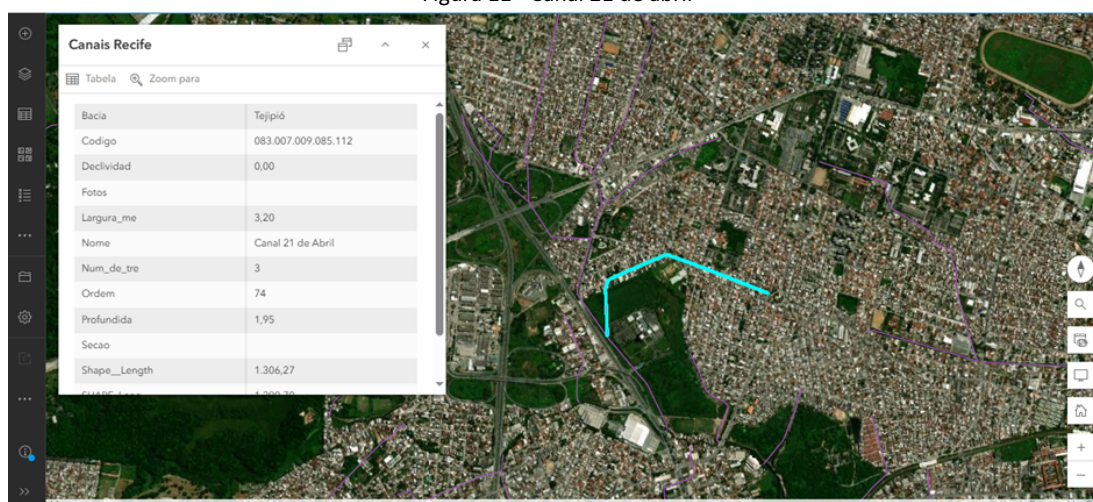 Canais Recife
Tabela Zoom para
Bacia Tejipió
Codigo 083.007.009.085.112
Declividad 0,00
Fotos
Largura_me 3,20
Nome Canal 21 de Abril
Num_de_tre 3
Ordem 74
Profundida 1,95
Secao
Shape__Length 1.306,27